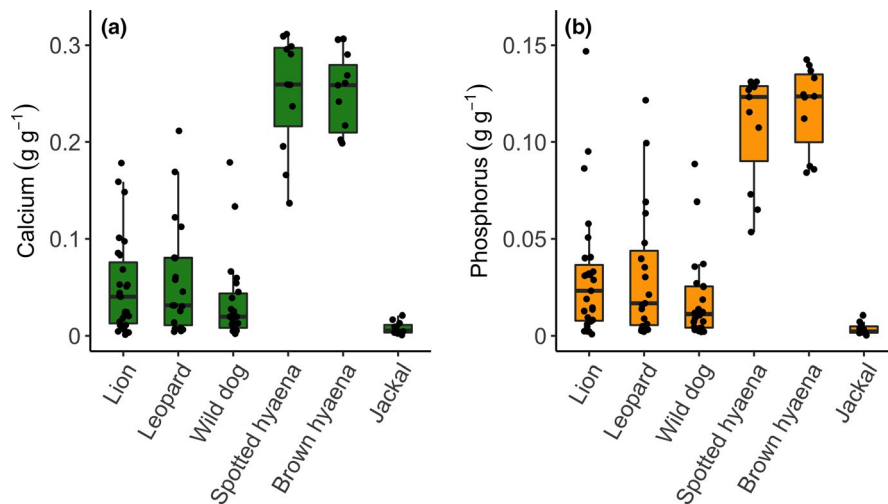 (a)
Calcium (g g⁻¹)
0.3
0.2
0.1
0
Lion
Leopard
Wild dog
Spotted hyaena
Brown hyaena
Jackal
(b)
Phosphorus (g g⁻¹)
0.15
0.10
0.05
0
Lion
Leopard
Wild dog
Spotted hyaena
Brown hyaena
Jackal